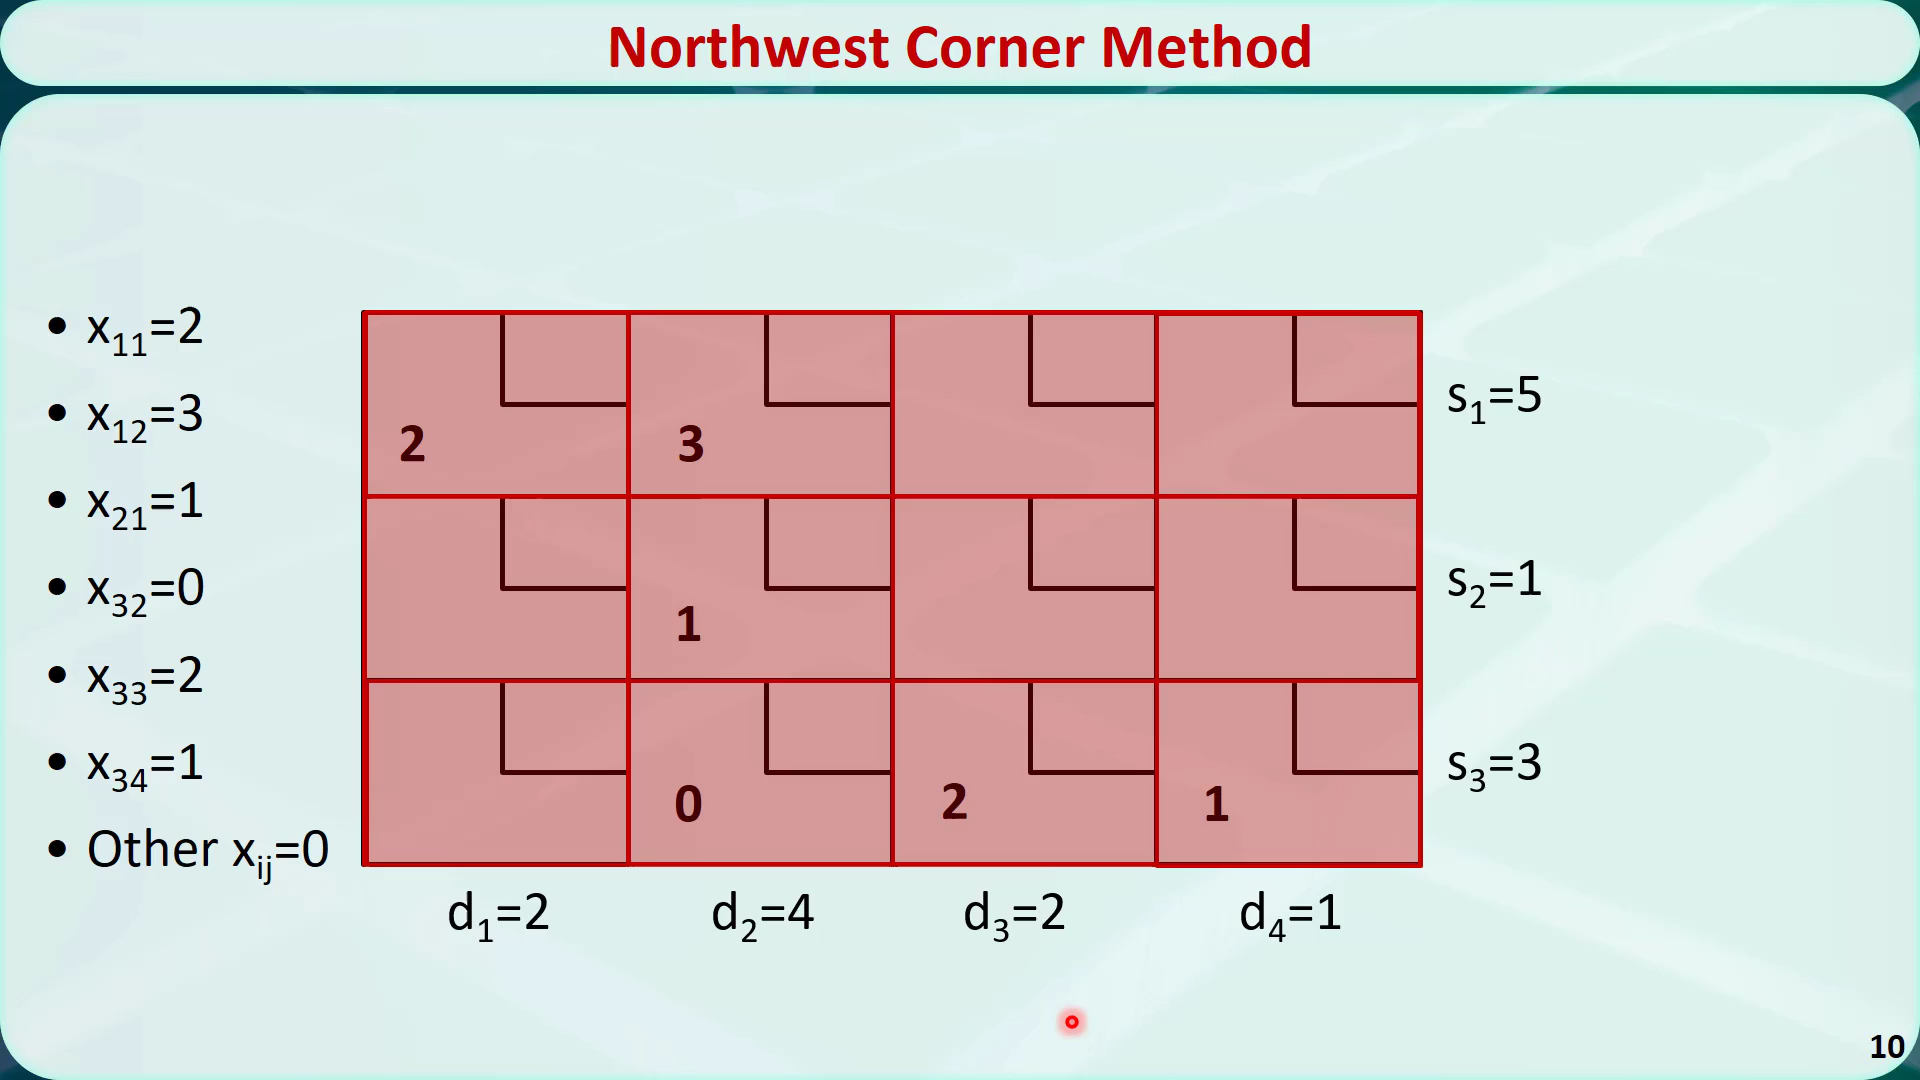 Northwest Corner Method
• x₁₁=2
• x₁₂=3
• x₂₁=1
• x₃₂=0
• x₃₃=2
• x₃₄=1
• Other xᵢⱼ=0
2 3 s₁=5
1 s₂=1
0 2 1 s₃=3
d₁=2 d₂=4 d₃=2 d₄=1
10